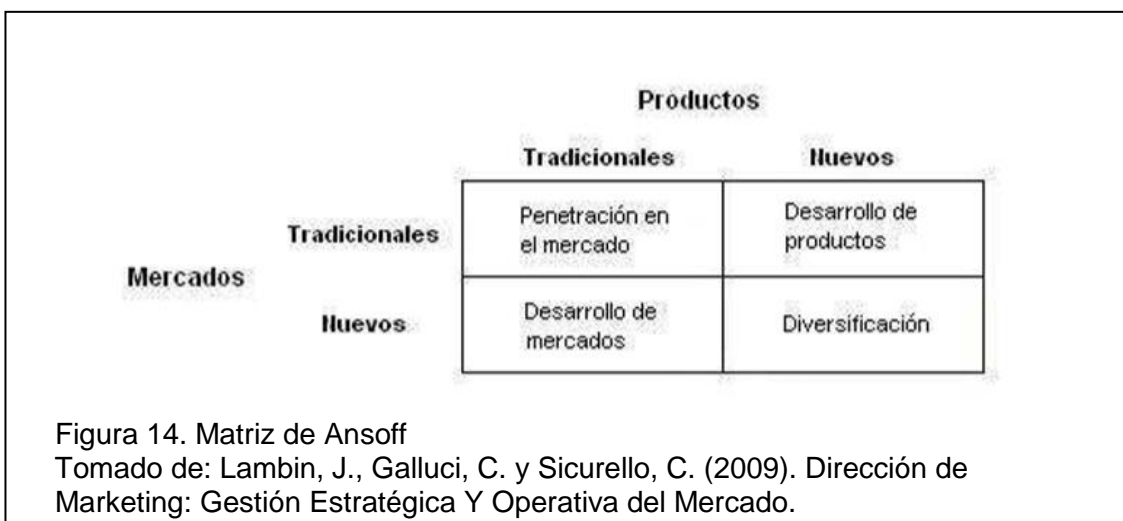 Productos
Tradicionales Nuevos
Tradicionales
Mercados
Nuevos
Penetración en
el mercado
Desarrollo de
productos
Desarrollo de
mercados
Diversificación
Figura 14. Matriz de Ansoff
Tomado de: Lambin, J., Galluci, C. y Sicurello, C. (2009). Dirección de
Marketing: Gestión Estratégica Y Operativa del Mercado.